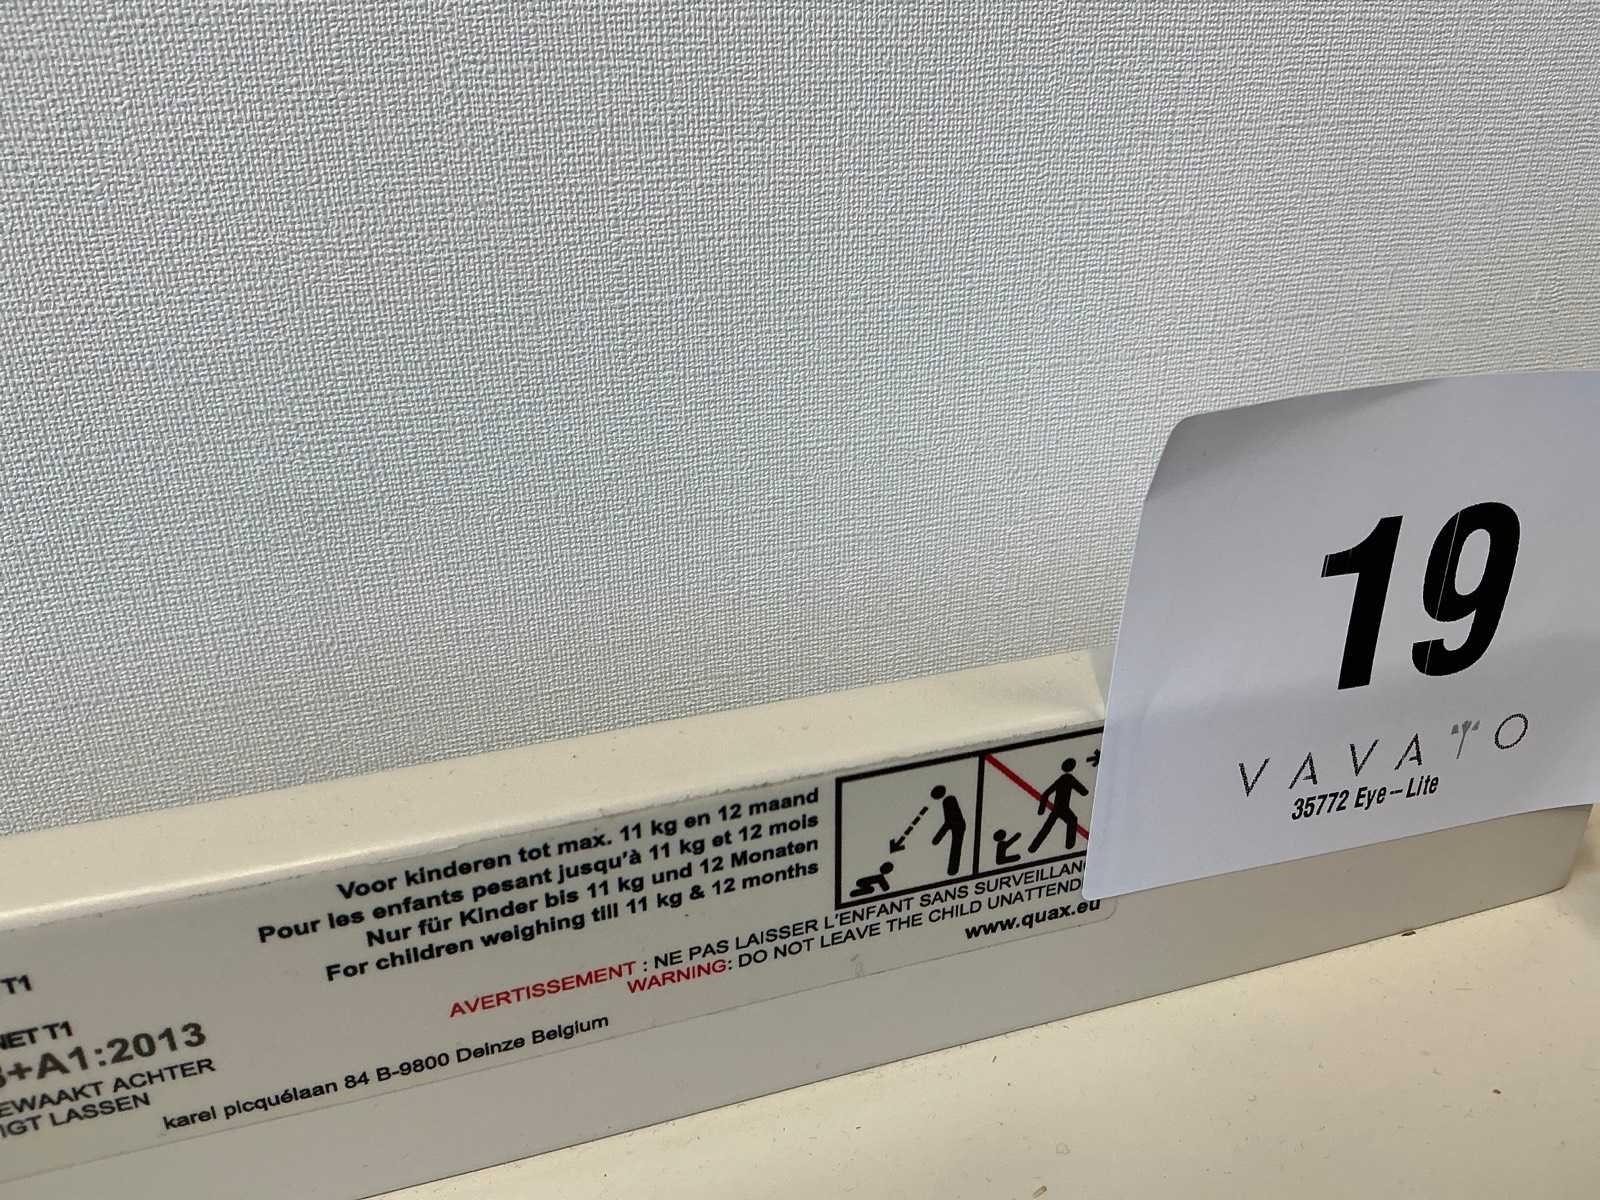 19
VAVATO
35772 Eye-Lite
Voor kinderen tot max. 11 kg en 12 maand
Pour les enfants pesant jusqu'à 11 kg et 12 mois
Nur für Kinder bis 11 kg und 12 Monaten
For children weighing till 11 kg & 12 months
AVERTISSEMENT : NE PAS LAISSER L'ENFANT SANS SURVEILLAN
WARNING: DO NOT LEAVE THE CHILD UNATTEND
www.quax.eu
T1
NET T1
+A1:2013
EWAAKT ACHTER
IGT LASSEN
karel picquélaan 84 B-9800 Deinze Belgium